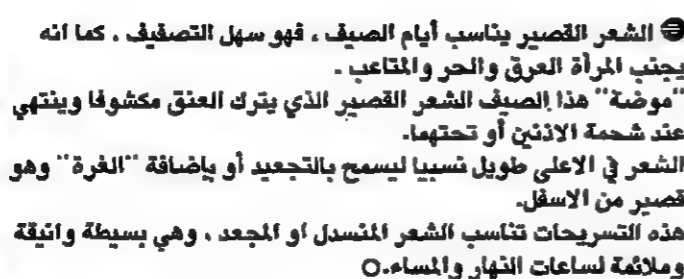 الشعر القصير يناسب أيام الصيف ، فهو سهل التصفيف ، كما انه
يجنب المرأة العرق والحر والمتاعب .
"موضة" هذا الصيف الشعر القصير الذي يترك العنق مكشوفا وينتهي
عند شحمة الاذنين أو تحتهما.
الشعر في الاعلى طويل نسبيا ليسمح بالتجعيد أو بإضافة "الغرة" وهو
قصير من الاسفل.
هذه التسريحات تناسب الشعر المنسدل او المجعد ، وهي بسيطة وانيقة
وملائمة لساعات النهار والمساء.O